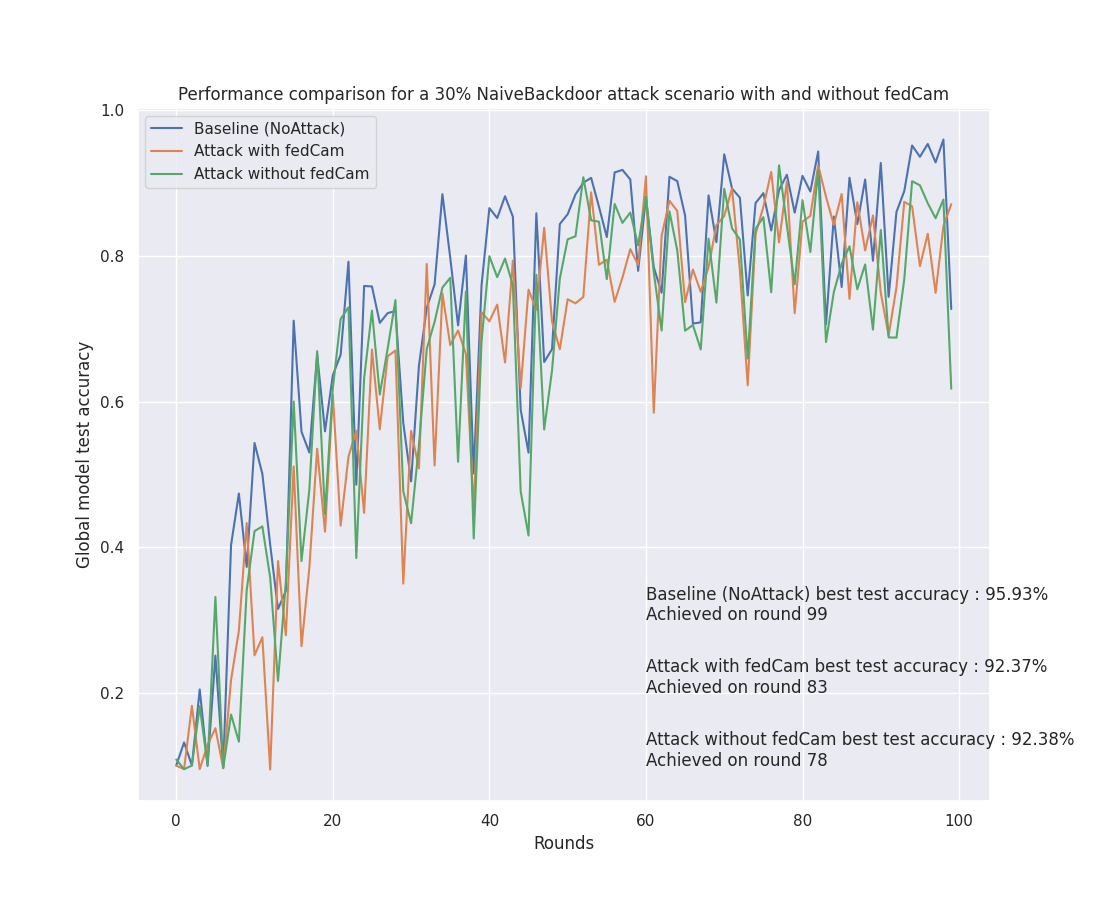 Performance comparison for a 30% NaiveBackdoor attack scenario with and without fedCam
Baseline (NoAttack)
Attack with fedCam
Attack without fedCam
Global model test accuracy
1.0
0.8
0.6
0.4
0.2
Baseline (NoAttack) best test accuracy : 95.93%
Achieved on round 99
Attack with fedCam best test accuracy : 92.37%
Achieved on round 83
Attack without fedCam best test accuracy : 92.38%
Achieved on round 78
0 20 40 60 80 100
Rounds